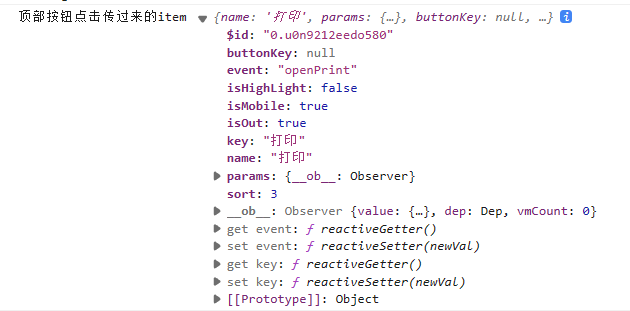 顶部按钮点击传过来的item ▼ {name: '打印', params: {…}, buttonKey: null, …} i
$id: "0.u0n9212eedo580"
buttonKey: null
event: "openPrint"
isHighLight: false
isMobile: true
isOut: true
key: "打印"
name: "打印"
▶ params: {__ob__: Observer}
sort: 3
▶ __ob__: Observer {value: {…}, dep: Dep, vmCount: 0}
▶ get event: ƒ reactiveGetter()
▶ set event: ƒ reactiveSetter(newVal)
▶ get key: ƒ reactiveGetter()
▶ set key: ƒ reactiveSetter(newVal)
▶ [[Prototype]]: Object